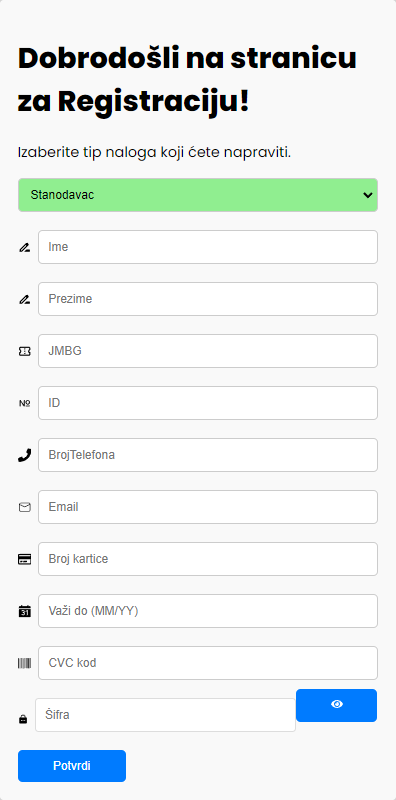 Dobrodošli na stranicu
za Registraciju!
Izaberite tip naloga koji ćete napraviti.
Stanodavac
Ime
Prezime
JMBG
№ ID
BrojTelefona
Email
Broj kartice
31 Važi do (MM/YY)
CVC kod
Šifra
Potvrdi